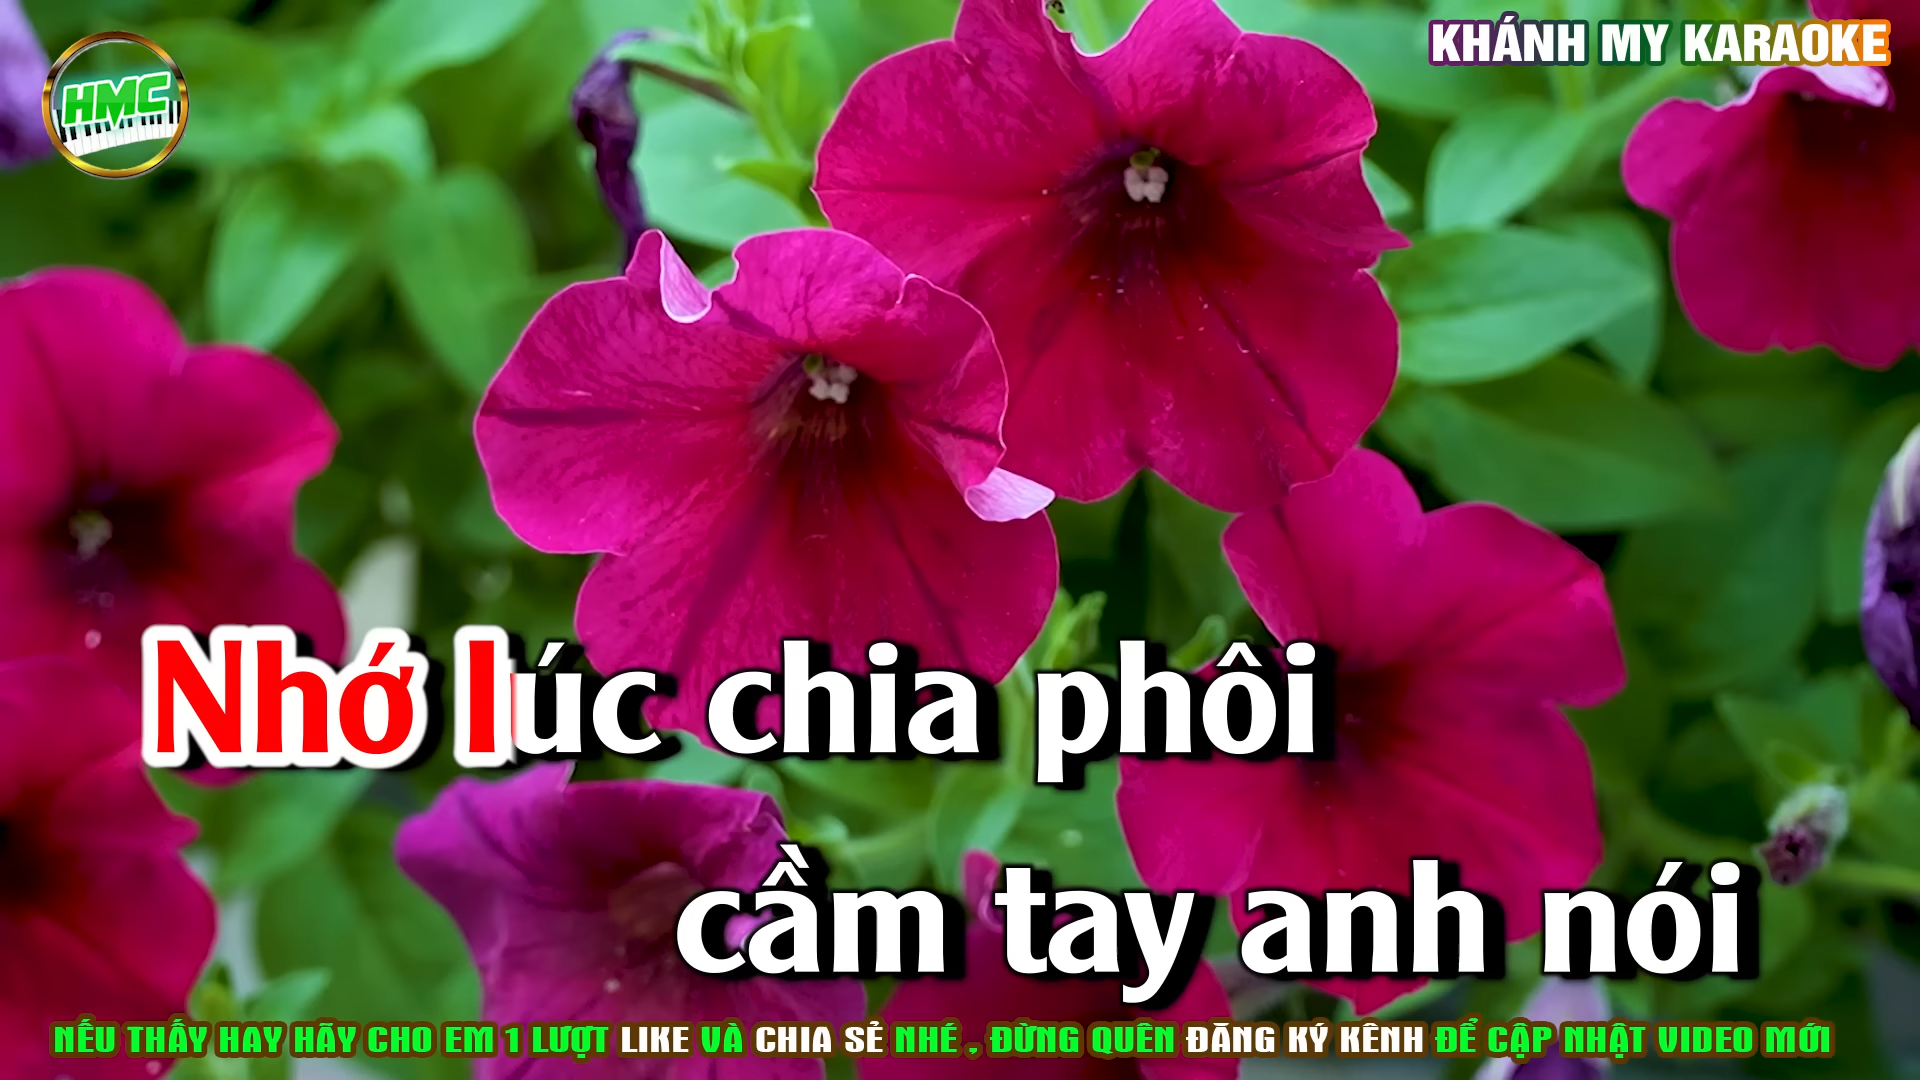 KHÁNH MY KARAOKE
HMC
Nhớ lúc chia phôi
cầm tay anh nói
NẾU THẤY HAY HÃY CHO EM 1 LƯỢT LIKE VÀ CHIA SẺ NHÉ , ĐỪNG QUÊN ĐĂNG KÝ KÊNH ĐỂ CẬP NHẬT VIDEO MỚI